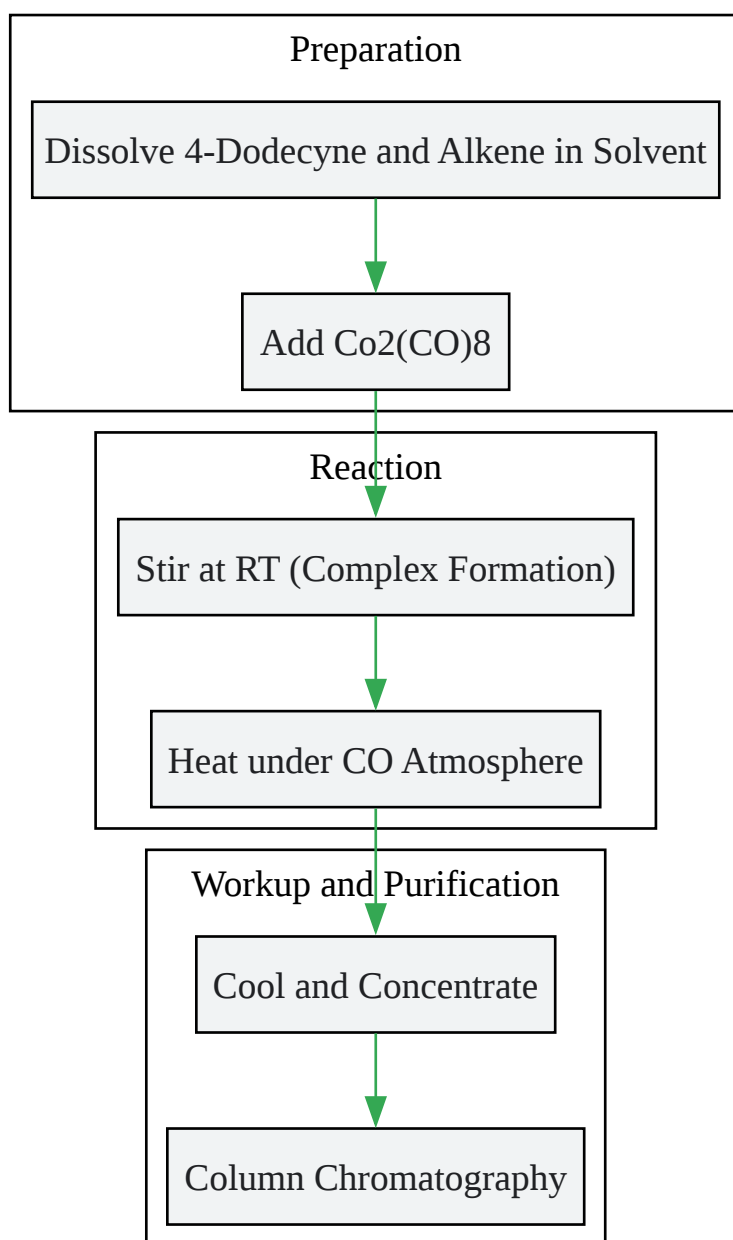 Preparation
Dissolve 4-Dodecyne and Alkene in Solvent
Add Co2(CO)8
Reaction
Stir at RT (Complex Formation)
Heat under CO Atmosphere
Workup and Purification
Cool and Concentrate
Column Chromatography